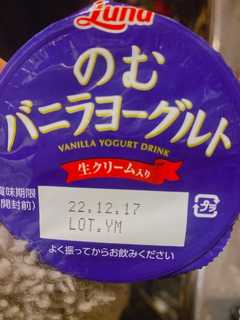 Luna
のむ
バニラヨーグルト
VANILLA YOGURT DRINK
生クリーム入り
賞味期限
(開封前)
22.12.17
LOT.YM
プラ
よく振ってからお飲みください